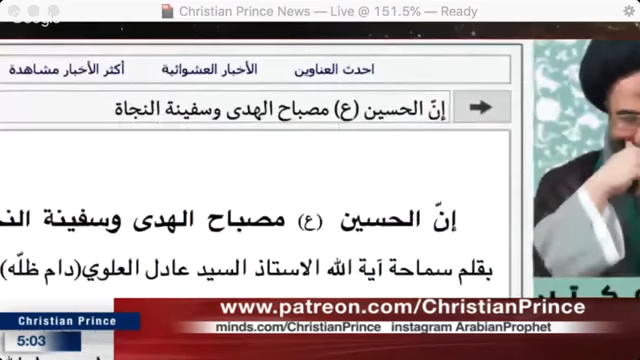 Christian Prince News — Live @ 151.5% — Ready
Google
احدث العناوين الأخبار العشوائية أكثر الأخبار مشاهدة
إنّ الحسين (ع) مصباح الهدى وسفينة النجاة
إنّ الحسين (ع) مصباح الهدى وسفينة
بقلم سماحة آية الله الاستاذ السيد عادل العلوي(دام ظلّه)
www.patreon.com/ChristianPrince
Christian Prince
minds.com/ChristianPrince instagram ArabianProphet
5:03